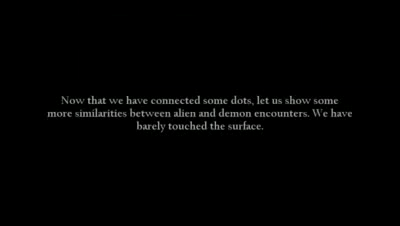 Now that we have connected some dots, let us show some
more similarities between alien and demon encounters. We have
barely touched the surface.